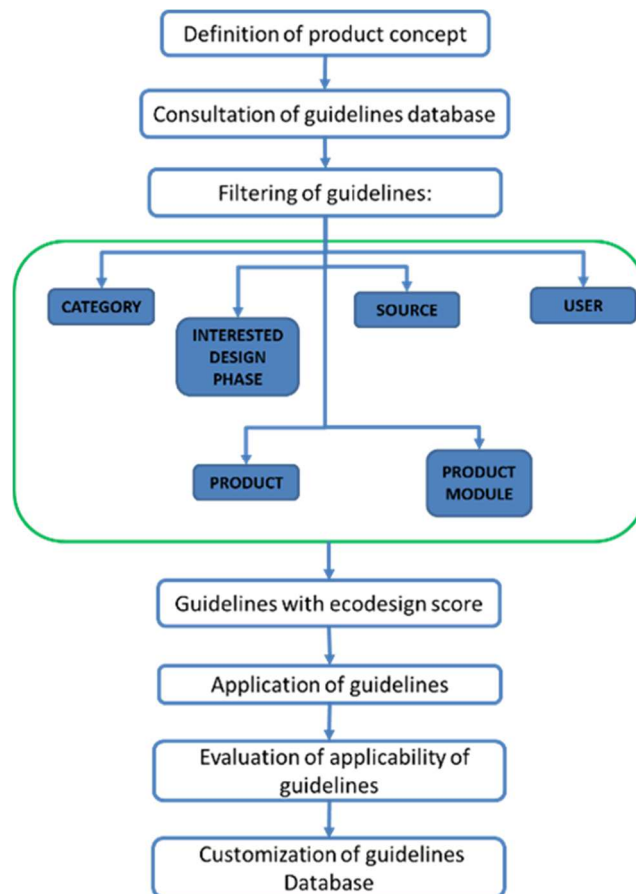 Definition of product concept
Consultation of guidelines database
Filtering of guidelines:
CATEGORY
INTERESTED
DESIGN
PHASE
SOURCE
USER
PRODUCT
PRODUCT
MODULE
Guidelines with ecodesign score
Application of guidelines
Evaluation of applicability of
guidelines
Customization of guidelines
Database